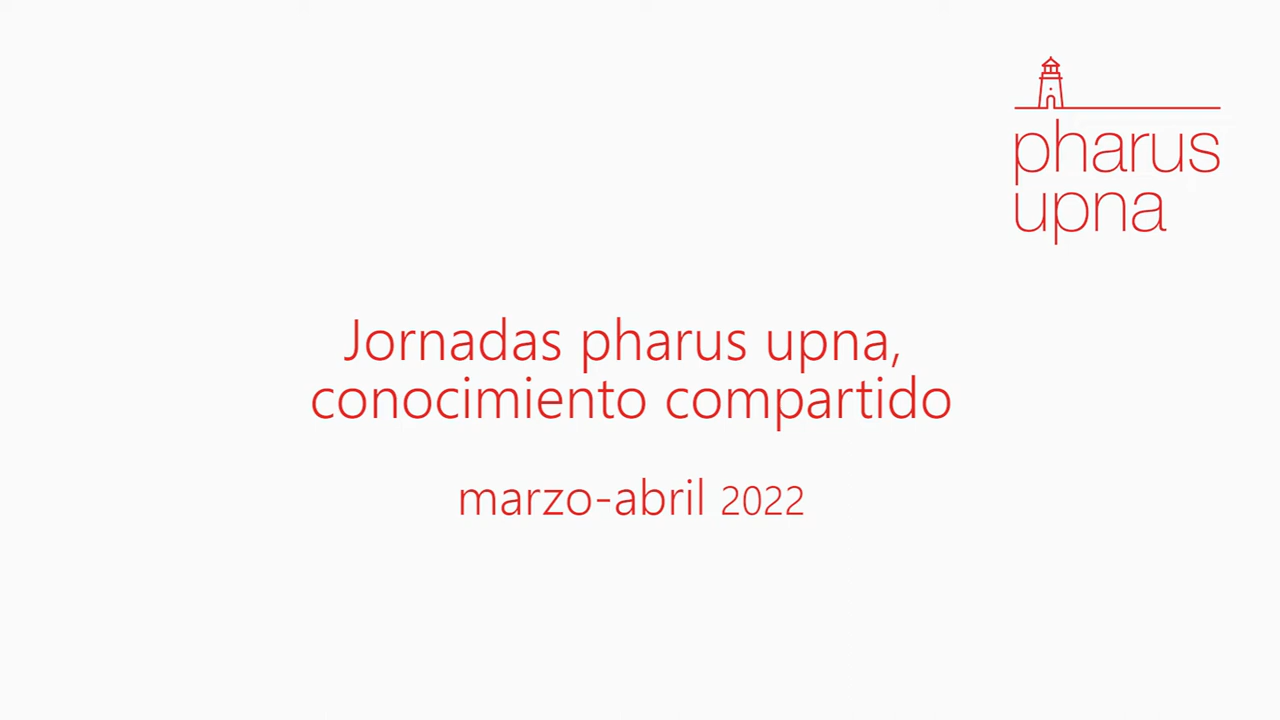 pharus
upna
Jornadas pharus upna,
conocimiento compartido
marzo-abril 2022